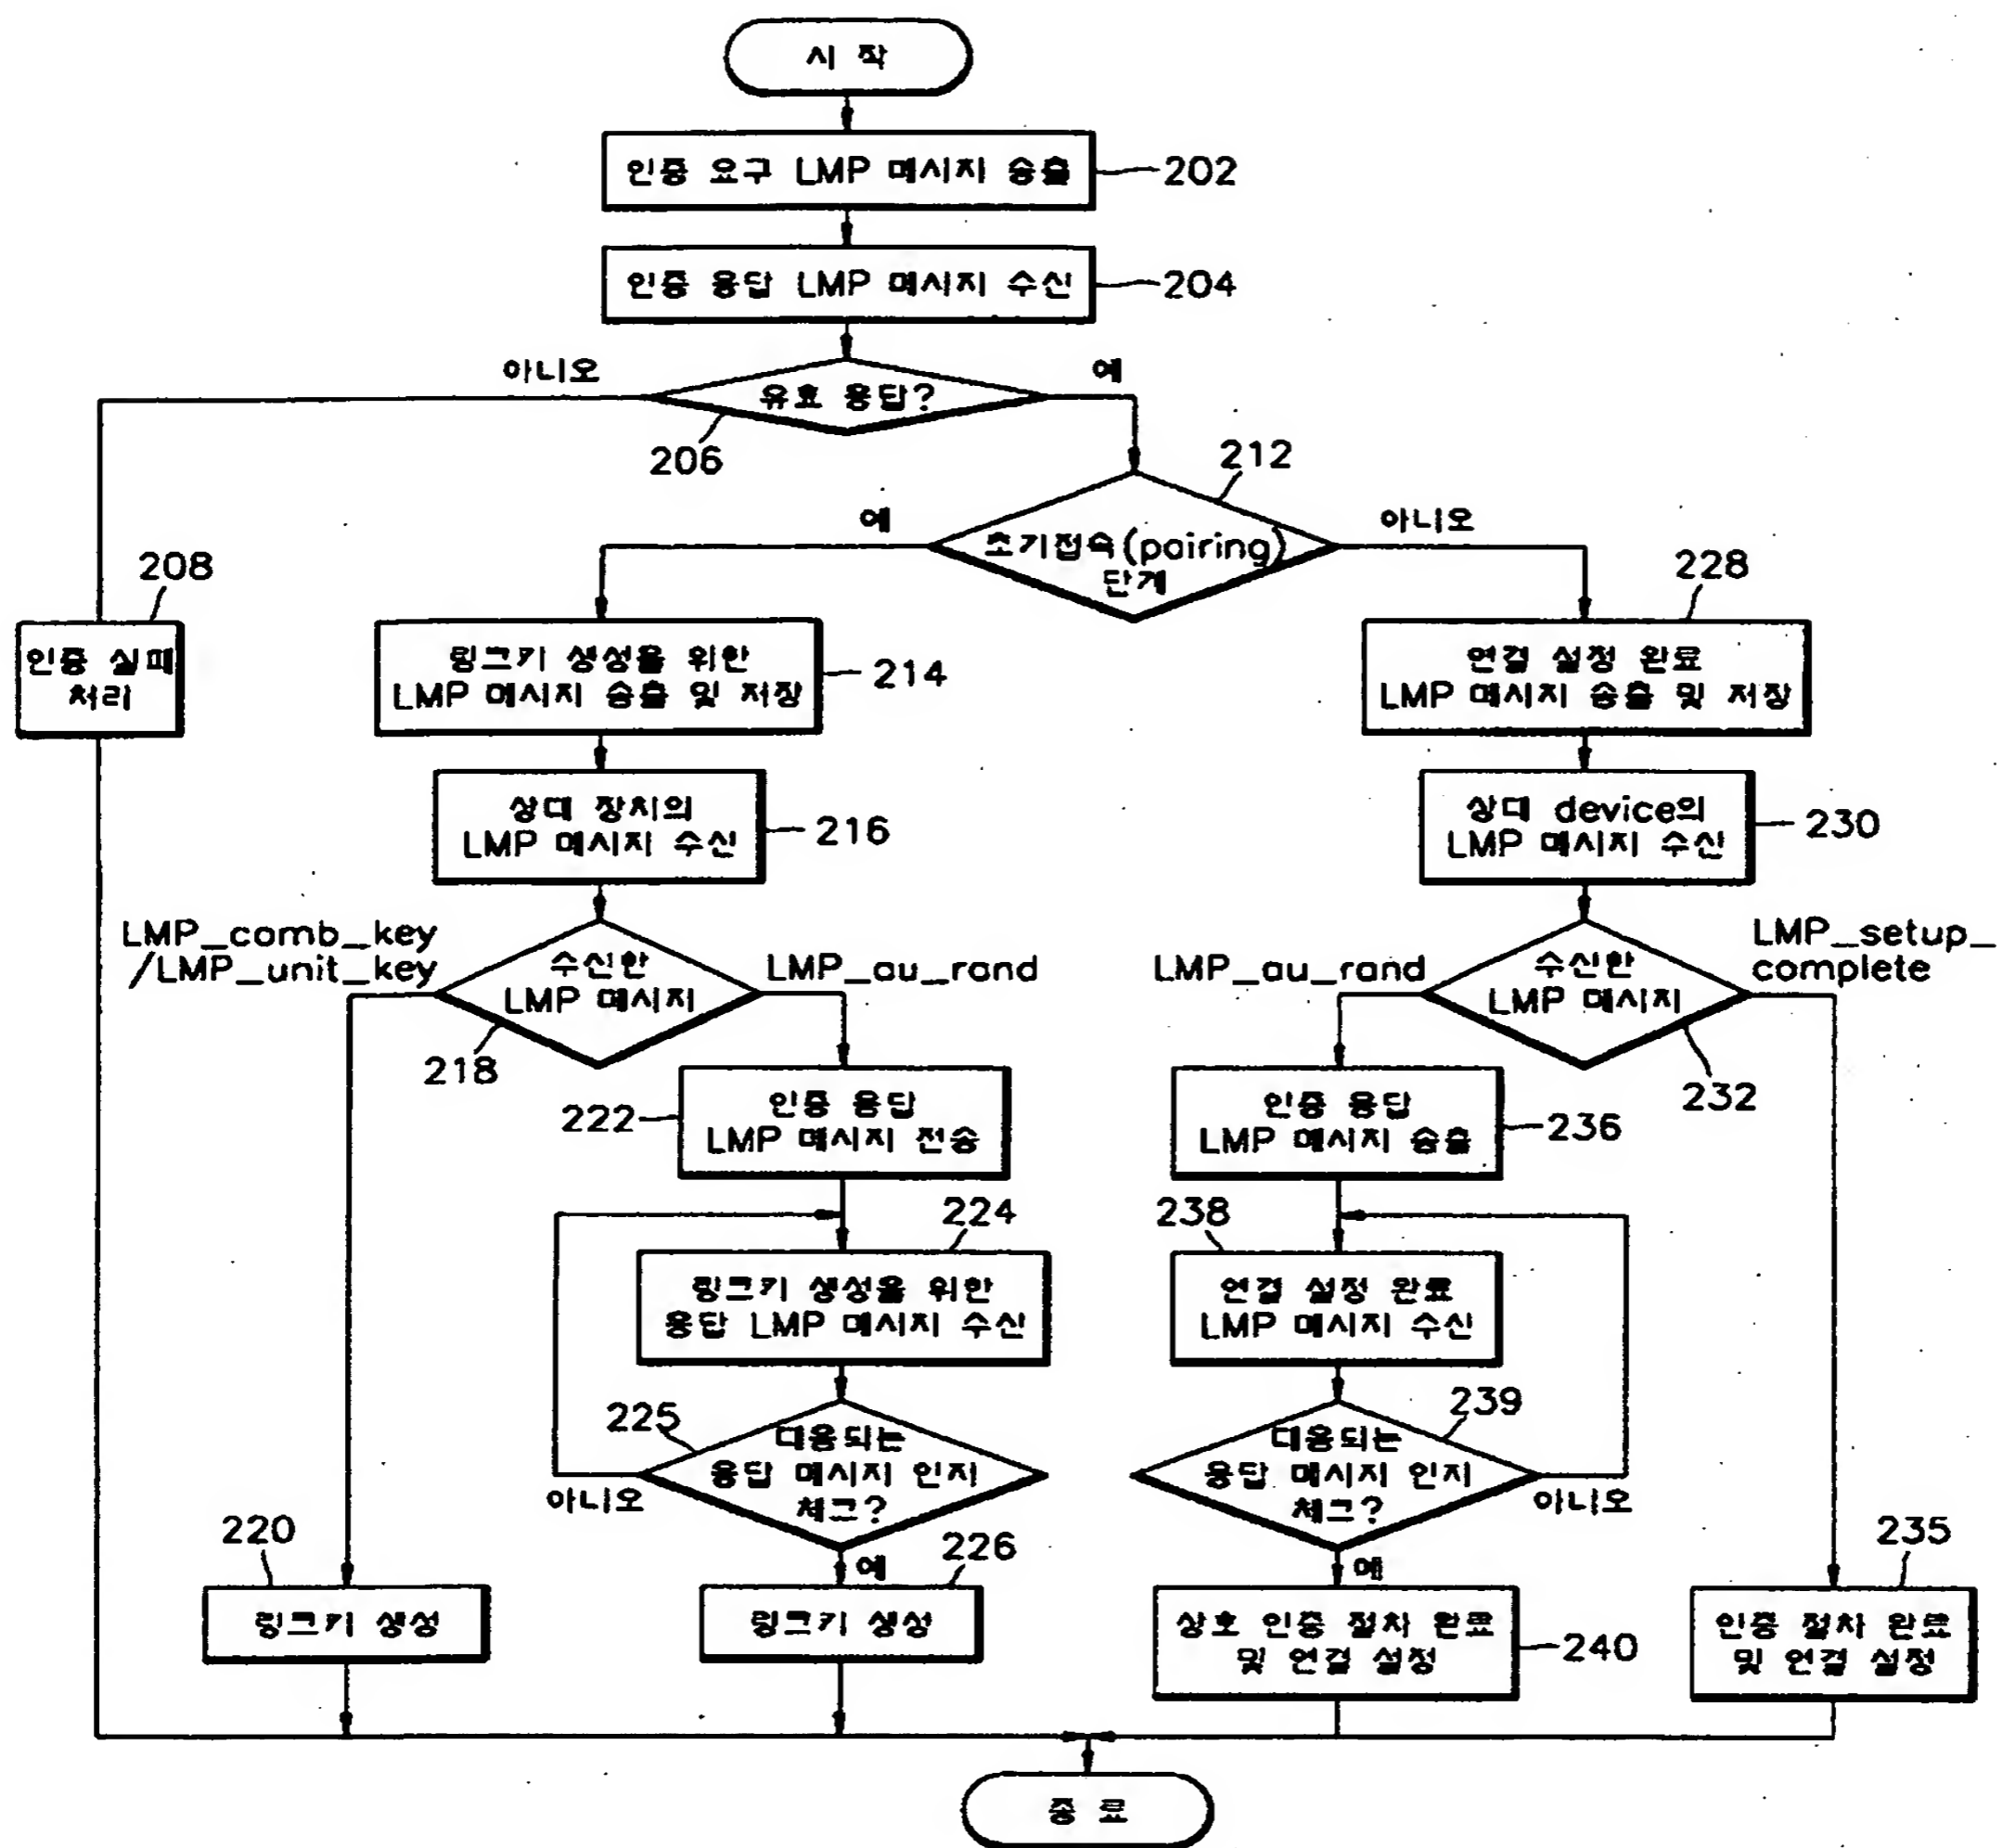 시 작
인증 요구 LMP 메시지 송출
202
인증 응답 LMP 메시지 수신
204
아니오
예
유효 응답?
206
212
예
아니오
초기접속(pairing)
단계
208
228
인증 실패
처리
링크키 생성을 위한
LMP 메시지 송출 및 저장
214
연결 설정 완료
LMP 메시지 송출 및 저장
상대 장치의
LMP 메시지 수신
216
상대 device의
LMP 메시지 수신
230
LMP_comb_key
/LMP_unit_key
수신한
LMP 메시지
LMP_au_rand
218
LMP_au_rand
수신한
LMP 메시지
LMP_setup_
complete
232
222
인증 응답
LMP 메시지 전송
인증 응답
LMP 메시지 송출
236
224
238
링크키 생성을 위한
응답 LMP 메시지 수신
연결 설정 완료
LMP 메시지 수신
225
대응되는
응답 메시지 인지
체크?
아니오
예
239
대응되는
응답 메시지 인지
체크?
아니오
예
220
226
235
링크키 생성
링크키 생성
상호 인증 절차 완료
및 연결 설정
240
인증 절차 완료
및 연결 설정
종 료